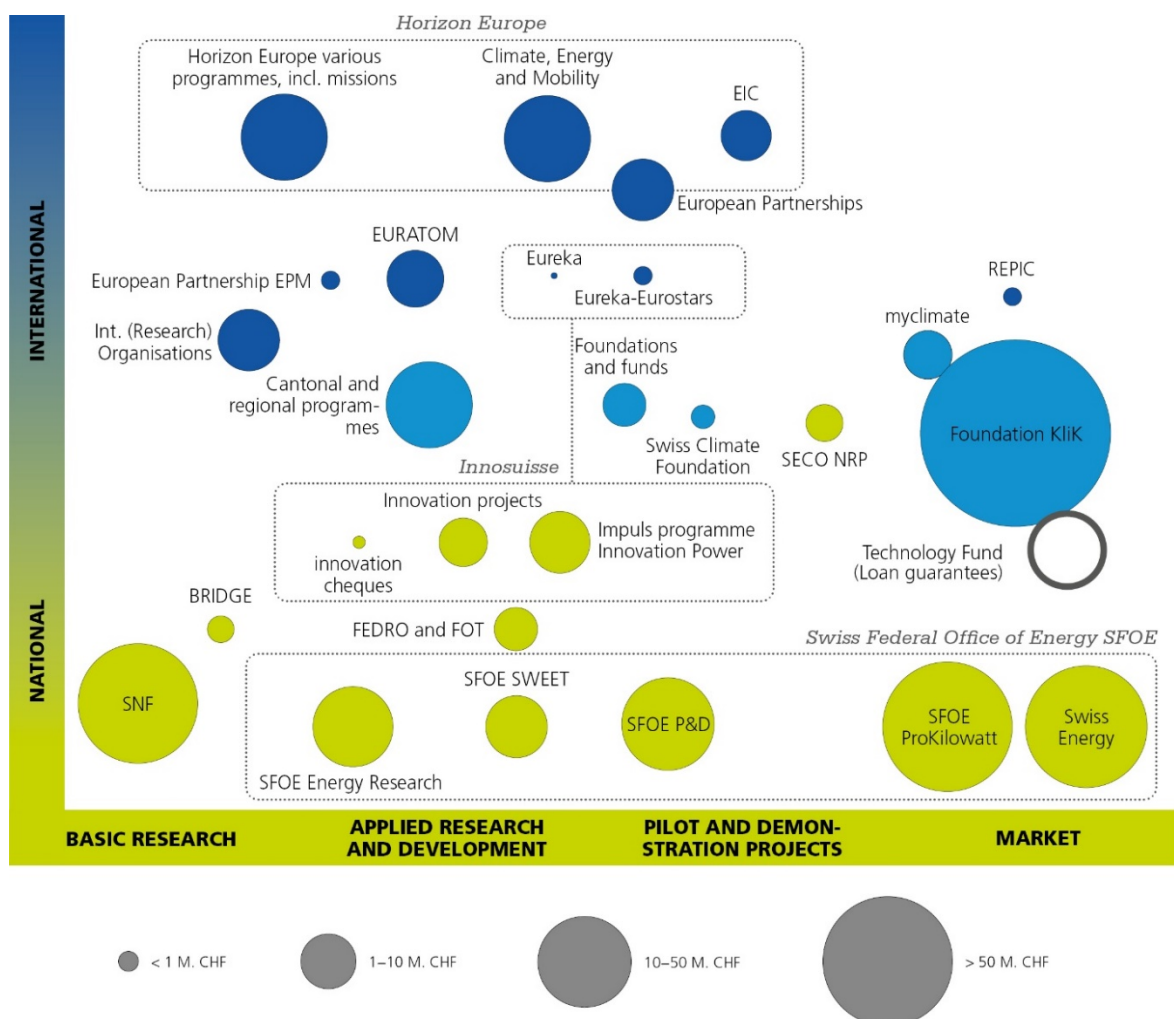 Horizon Europe
Horizon Europe various
programmes, incl. missions
Climate, Energy
and Mobility
EIC
European Partnerships
INTERNATIONAL
EURATOM
European Partnership EPM
Int. (Research)
Organisations
Eureka
Eureka-Eurostars
REPIC
myclimate
Cantonal and
regional program-
mes
Foundations
and funds
Swiss Climate
Foundation
SECO NRP
Foundation KliK
Innosuisse
Innovation projects
innovation
cheques
Impuls programme
Innovation Power
Technology Fund
(Loan guarantees)
NATIONAL
BRIDGE
FEDRO and FOT
Swiss Federal Office of Energy SFOE
SNF
SFOE SWEET
SFOE Energy Research
SFOE P&D
SFOE
ProKilowatt
Swiss
Energy
BASIC RESEARCH
APPLIED RESEARCH
AND DEVELOPMENT
PILOT AND DEMON-
STRATION PROJECTS
MARKET
< 1 M. CHF
1–10 M. CHF
10–50 M. CHF
> 50 M. CHF